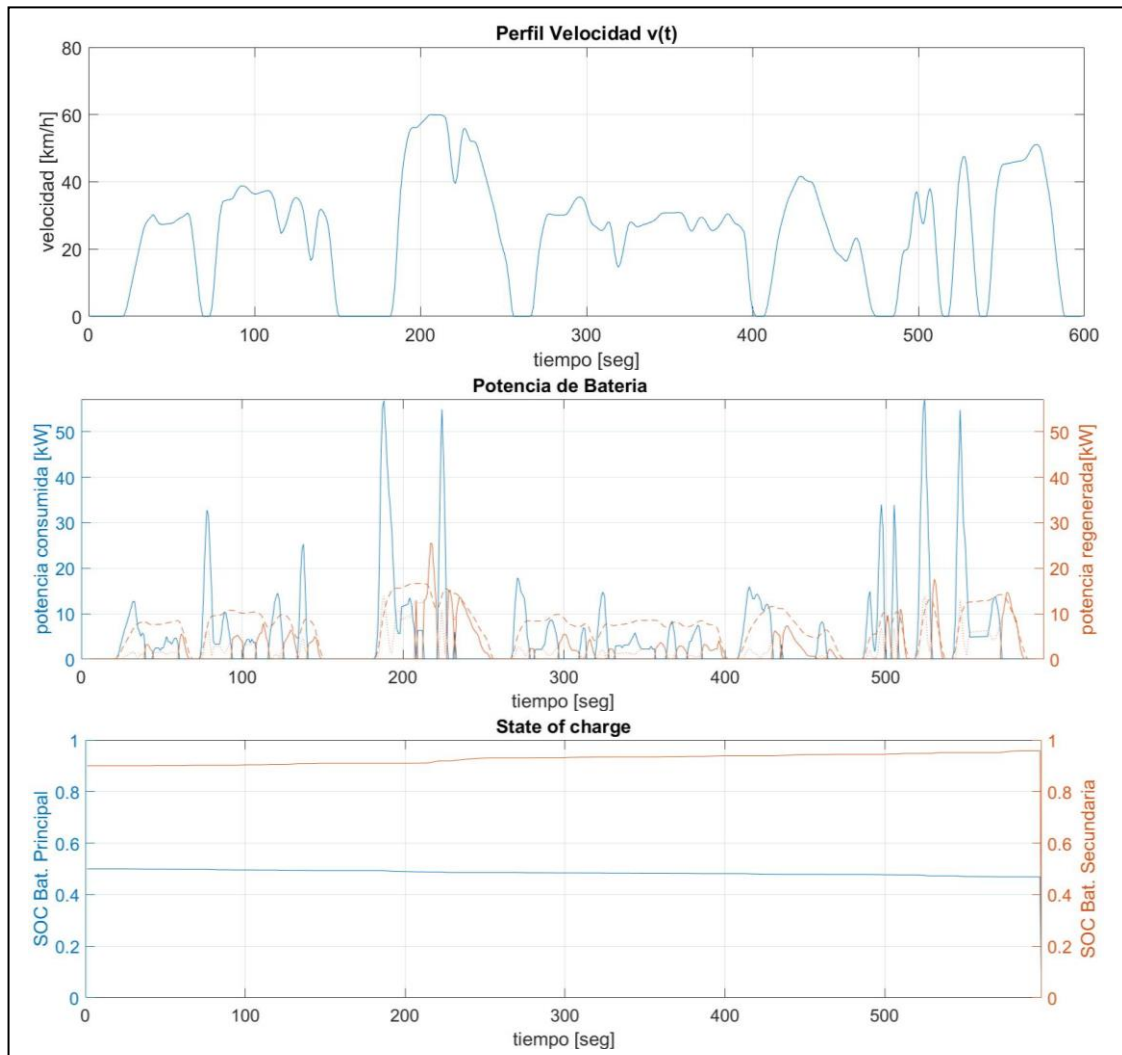 Perfil Velocidad v(t)
80
60
40
20
0
velocidad [km/h]
0 100 200 300 400 500 600
tiempo [seg]
Potencia de Bateria
50 50
40 40
30 30
20 20
10 10
0 0
potencia consumida [kW]
potencia regenerada[kW]
0 100 200 300 400 500
tiempo [seg]
State of charge
1 1
0.8 0.8
0.6 0.6
0.4 0.4
0.2 0.2
0 0
SOC Bat. Principal
SOC Bat. Secundaria
0 100 200 300 400 500
tiempo [seg]